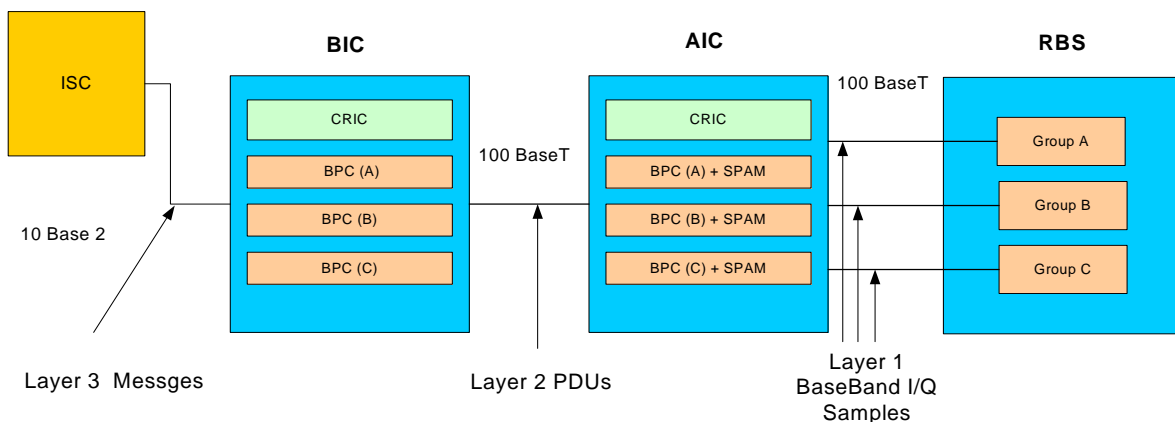 BIC
AIC
RBS
ISC
CRIC
BPC (A)
BPC (B)
BPC (C)
100 BaseT
CRIC
BPC (A) + SPAM
BPC (B) + SPAM
BPC (C) + SPAM
100 BaseT
Group A
Group B
Group C
10 Base 2
Layer 3  Messges
Layer 2 PDUs
Layer 1
BaseBand I/Q
Samples